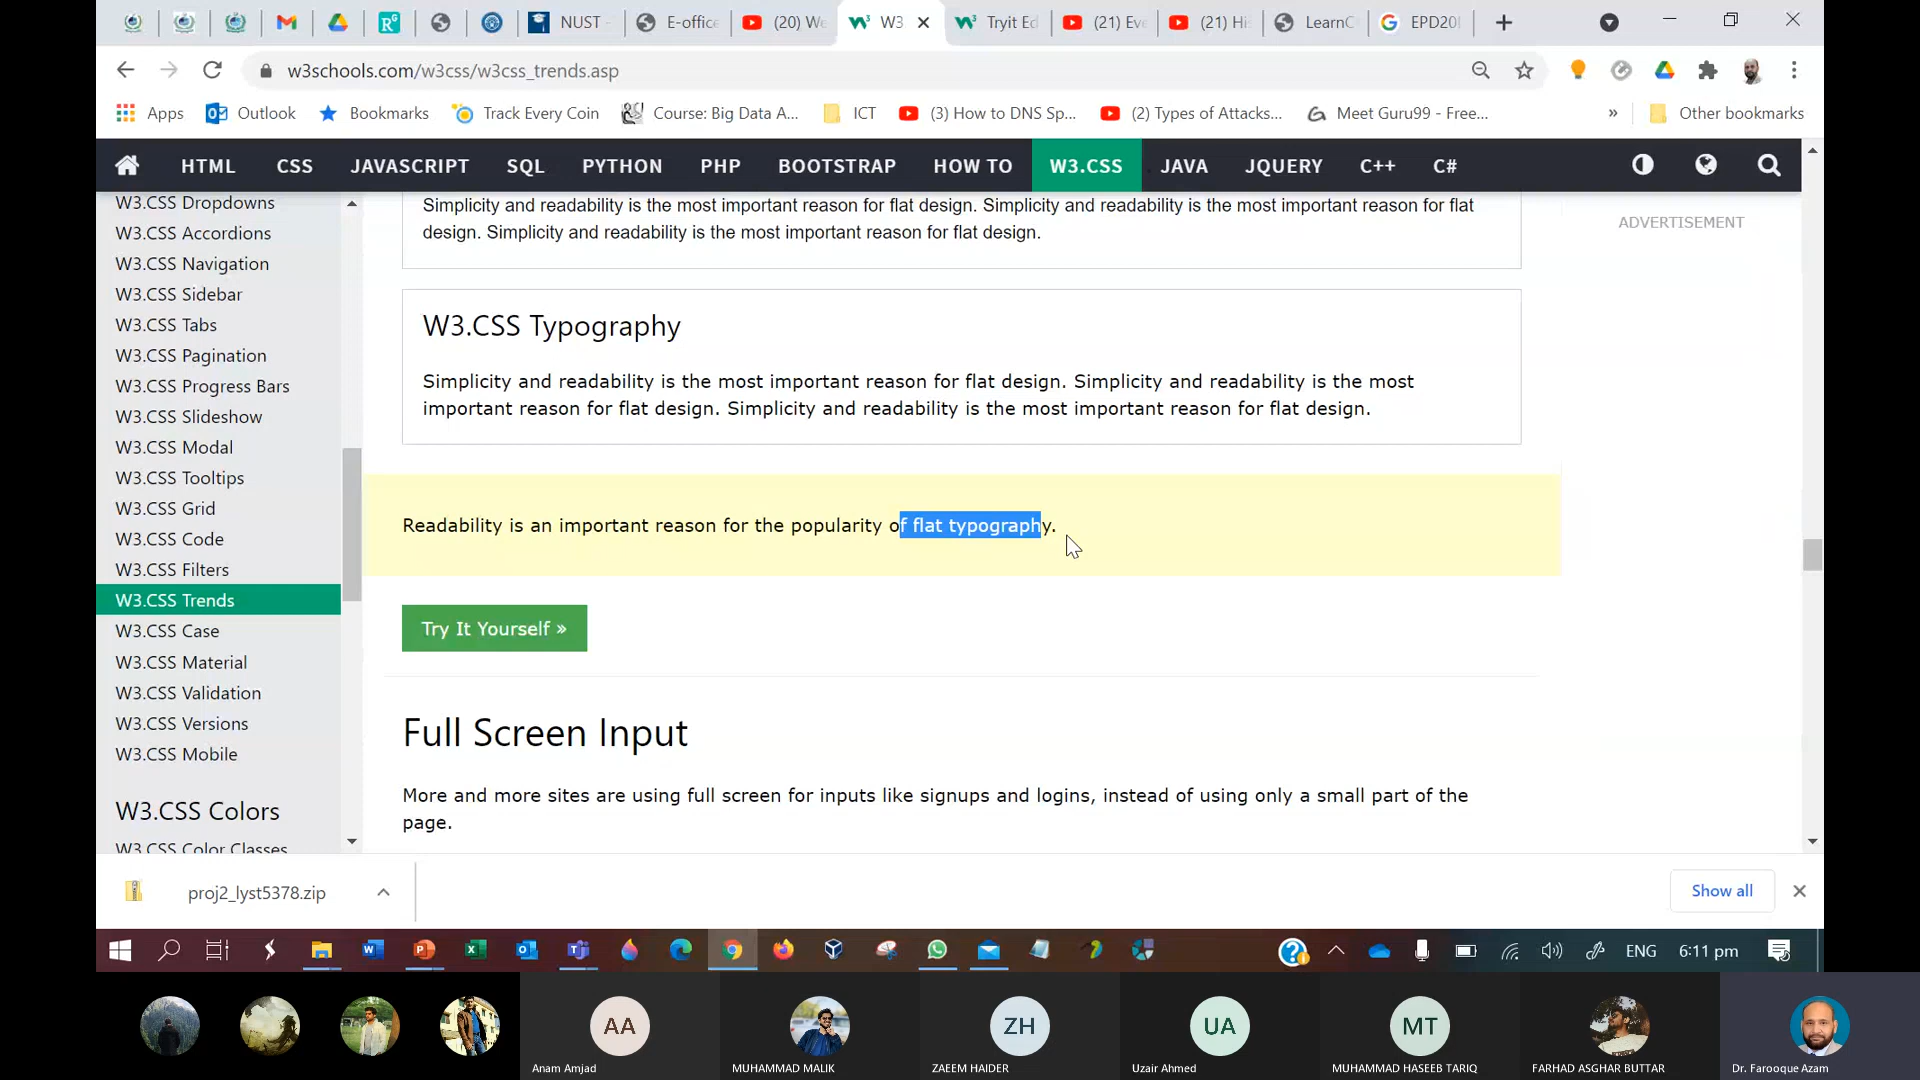 NUST
E-office
(20) We
W3
Tryit Ed
(21) Eve
(21) Hi
LearnC
EPD20
w3schools.com/w3css/w3css_trends.asp
Apps
Outlook
Bookmarks
Track Every Coin
Course: Big Data A...
ICT
(3) How to DNS Sp...
(2) Types of Attacks...
Meet Guru99 - Free...
»
Other bookmarks
HTML
CSS
JAVASCRIPT
SQL
PYTHON
PHP
BOOTSTRAP
HOW TO
W3.CSS
JAVA
JQUERY
C++
C#
W3.CSS Dropdowns
W3.CSS Accordions
W3.CSS Navigation
W3.CSS Sidebar
W3.CSS Tabs
W3.CSS Pagination
W3.CSS Progress Bars
W3.CSS Slideshow
W3.CSS Modal
W3.CSS Tooltips
W3.CSS Grid
W3.CSS Code
W3.CSS Filters
W3.CSS Trends
W3.CSS Case
W3.CSS Material
W3.CSS Validation
W3.CSS Versions
W3.CSS Mobile
W3.CSS Colors
W3.CSS Color Classes
Simplicity and readability is the most important reason for flat design. Simplicity and readability is the most important reason for flat
design. Simplicity and readability is the most important reason for flat design.
W3.CSS Typography
Simplicity and readability is the most important reason for flat design. Simplicity and readability is the most
important reason for flat design. Simplicity and readability is the most important reason for flat design.
Readability is an important reason for the popularity of flat typography.
Try It Yourself »
Full Screen Input
More and more sites are using full screen for inputs like signups and logins, instead of using only a small part of the
page.
ADVERTISEMENT
proj2_lyst5378.zip
Show all
ENG
6:11 pm
AA
Anam Amjad
MUHAMMAD MALIK
ZH
ZAEEM HAIDER
UA
Uzair Ahmed
MT
MUHAMMAD HASEEB TARIQ
FARHAD ASGHAR BUTTAR
Dr. Farooque Azam